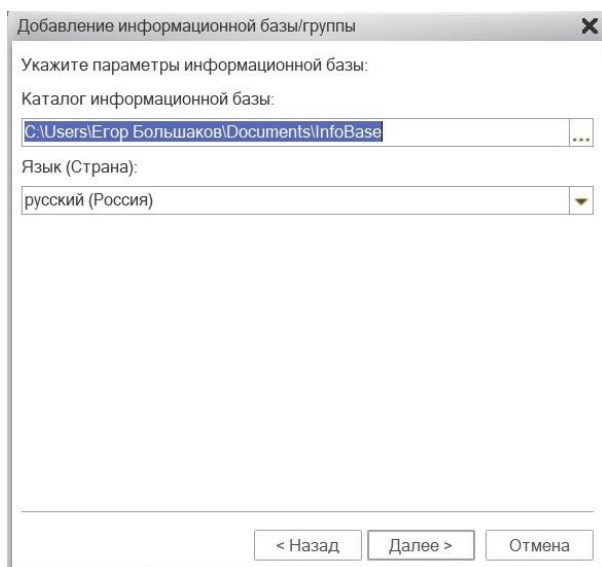 Добавление информационной базы/группы
Укажите параметры информационной базы:
Каталог информационной базы:
C:\Users\Егор Большаков\Documents\InfoBase
...
Язык (Страна):
русский (Россия)
< Назад Далее > Отмена